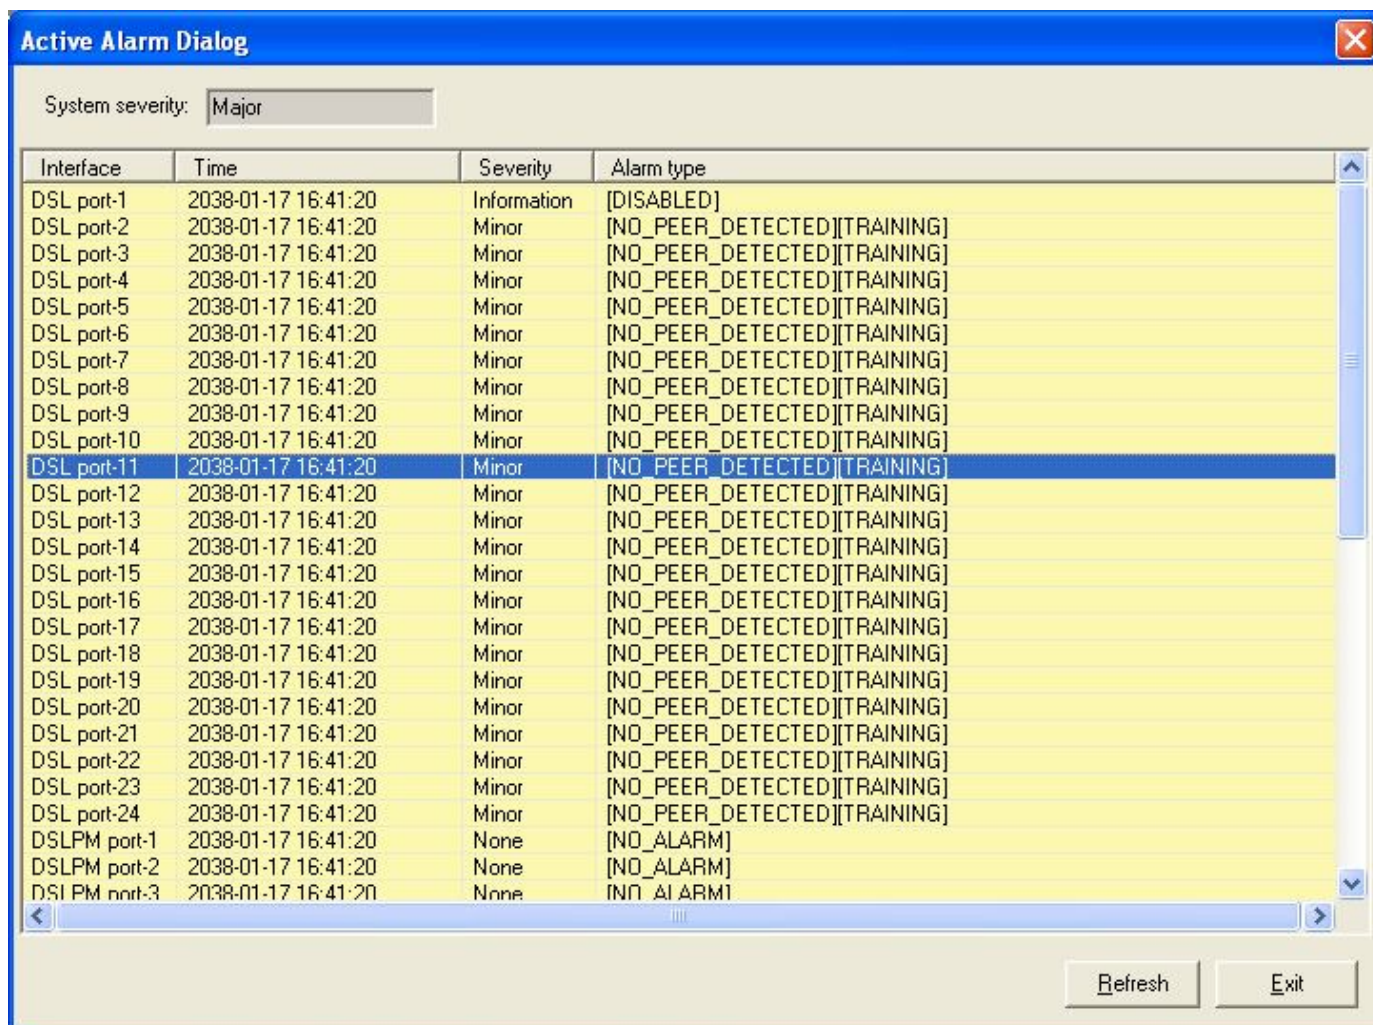 Active Alarm Dialog
System severity: Major
Interface Time Severity Alarm type
DSL port-1 2038-01-17 16:41:20 Information [DISABLED]
DSL port-2 2038-01-17 16:41:20 Minor [NO_PEER_DETECTED][TRAINING]
DSL port-3 2038-01-17 16:41:20 Minor [NO_PEER_DETECTED][TRAINING]
DSL port-4 2038-01-17 16:41:20 Minor [NO_PEER_DETECTED][TRAINING]
DSL port-5 2038-01-17 16:41:20 Minor [NO_PEER_DETECTED][TRAINING]
DSL port-6 2038-01-17 16:41:20 Minor [NO_PEER_DETECTED][TRAINING]
DSL port-7 2038-01-17 16:41:20 Minor [NO_PEER_DETECTED][TRAINING]
DSL port-8 2038-01-17 16:41:20 Minor [NO_PEER_DETECTED][TRAINING]
DSL port-9 2038-01-17 16:41:20 Minor [NO_PEER_DETECTED][TRAINING]
DSL port-10 2038-01-17 16:41:20 Minor [NO_PEER_DETECTED][TRAINING]
DSL port-11 2038-01-17 16:41:20 Minor [NO_PEER_DETECTED][TRAINING]
DSL port-12 2038-01-17 16:41:20 Minor [NO_PEER_DETECTED][TRAINING]
DSL port-13 2038-01-17 16:41:20 Minor [NO_PEER_DETECTED][TRAINING]
DSL port-14 2038-01-17 16:41:20 Minor [NO_PEER_DETECTED][TRAINING]
DSL port-15 2038-01-17 16:41:20 Minor [NO_PEER_DETECTED][TRAINING]
DSL port-16 2038-01-17 16:41:20 Minor [NO_PEER_DETECTED][TRAINING]
DSL port-17 2038-01-17 16:41:20 Minor [NO_PEER_DETECTED][TRAINING]
DSL port-18 2038-01-17 16:41:20 Minor [NO_PEER_DETECTED][TRAINING]
DSL port-19 2038-01-17 16:41:20 Minor [NO_PEER_DETECTED][TRAINING]
DSL port-20 2038-01-17 16:41:20 Minor [NO_PEER_DETECTED][TRAINING]
DSL port-21 2038-01-17 16:41:20 Minor [NO_PEER_DETECTED][TRAINING]
DSL port-22 2038-01-17 16:41:20 Minor [NO_PEER_DETECTED][TRAINING]
DSL port-23 2038-01-17 16:41:20 Minor [NO_PEER_DETECTED][TRAINING]
DSL port-24 2038-01-17 16:41:20 Minor [NO_PEER_DETECTED][TRAINING]
DSLPM port-1 2038-01-17 16:41:20 None [NO_ALARM]
DSLPM port-2 2038-01-17 16:41:20 None [NO_ALARM]
DSLPM port-3 2038-01-17 16:41:20 None [NO_ALARM]
Refresh Exit